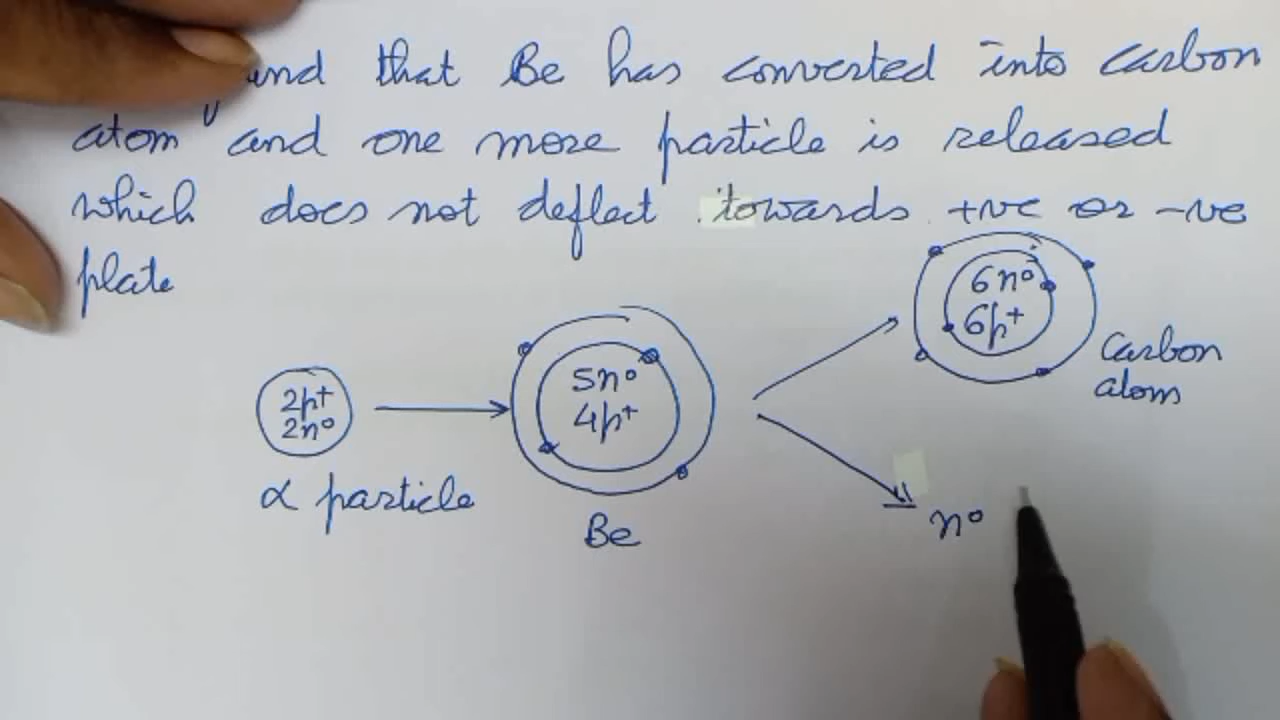 that Be has converted into carbon
atom and one more particle is released
which does not deflect towards +ve or -ve
plate
6n⁰
6p⁺
Carbon
atom
5n⁰
4p⁺
2p⁺
2n⁰
α particle
Be
n⁰